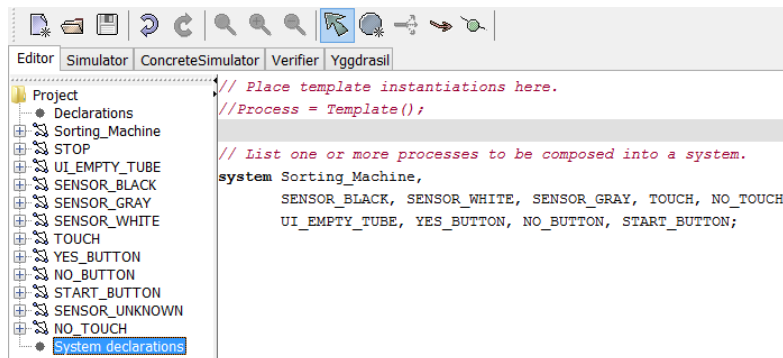 Editor Simulator ConcreteSimulator Verifier Yggdrasil
Project
Declarations
Sorting_Machine
STOP
UI_EMPTY_TUBE
SENSOR_BLACK
SENSOR_GRAY
SENSOR_WHITE
TOUCH
YES_BUTTON
NO_BUTTON
START_BUTTON
SENSOR_UNKNOWN
NO_TOUCH
System declarations
// Place template instantiations here.
//Process = Template();
// List one or more processes to be composed into a system.
system Sorting_Machine,
SENSOR_BLACK, SENSOR_WHITE, SENSOR_GRAY, TOUCH, NO_TOUCH
UI_EMPTY_TUBE, YES_BUTTON, NO_BUTTON, START_BUTTON;